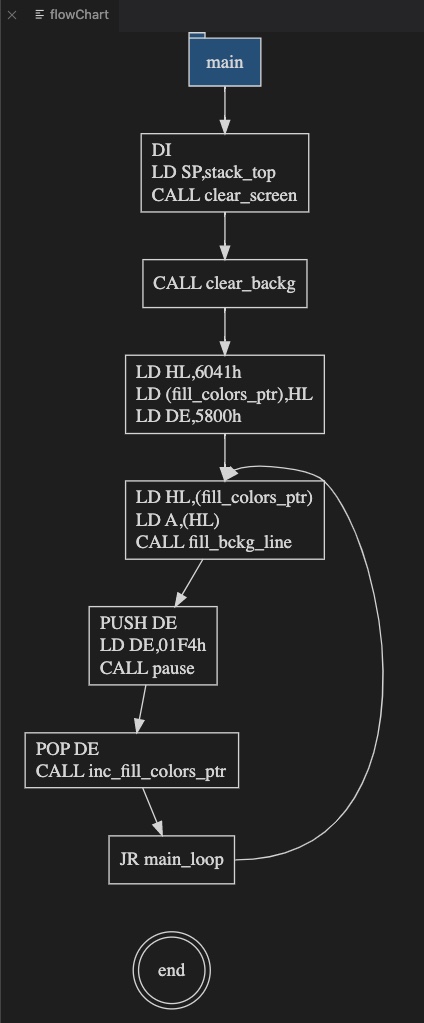 flowChart
main
DI
LD SP,stack_top
CALL clear_screen
CALL clear_backg
LD HL,6041h
LD (fill_colors_ptr),HL
LD DE,5800h
LD HL,(fill_colors_ptr)
LD A,(HL)
CALL fill_bckg_line
PUSH DE
LD DE,01F4h
CALL pause
POP DE
CALL inc_fill_colors_ptr
JR main_loop
end